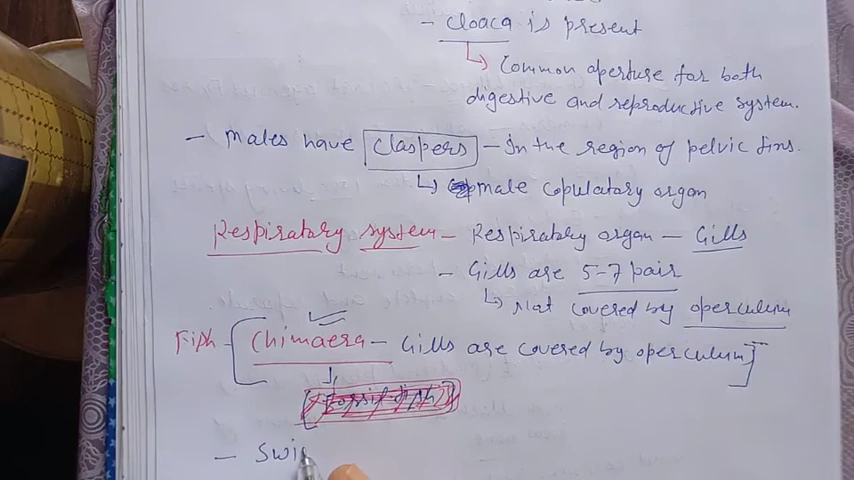 - Cloaca is present
↳ Common aperture for both
digestive and reproductive system.
- Males have Claspers - In the region of pelvic fins.
↳ male copulatory organ
Respiratory system - Respiratory organ - Gills
- Gills are 5-7 pair
↳ Not covered by operculum
Fish - [Chimaera - Gills are covered by operculum]
- Swi